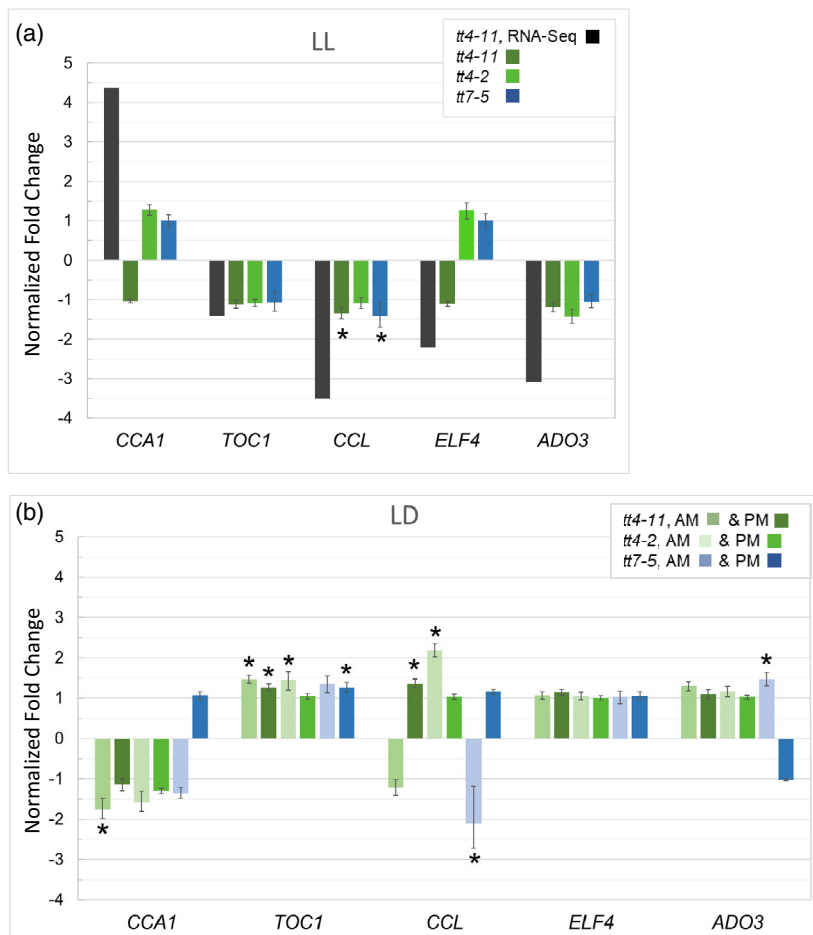 (a)
LL
tt4-11, RNA-Seq
tt4-11
tt4-2
tt7-5
Normalized Fold Change
5
4
3
2
1
0
-1
-2
-3
-4
* *
CCA1 TOC1 CCL ELF4 ADO3
(b)
LD
tt4-11, AM & PM
tt4-2, AM & PM
tt7-5, AM & PM
Normalized Fold Change
5
4
3
2
1
0
-1
-2
-3
-4
* * * * * * * * *
CCA1 TOC1 CCL ELF4 ADO3